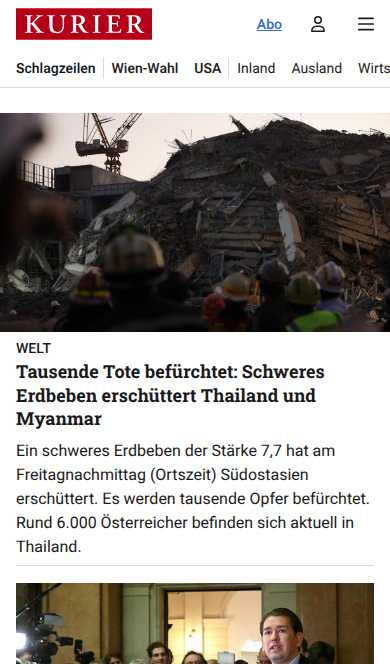 KURIER
Abo
Schlagzeilen Wien-Wahl USA Inland Ausland Wirts
WELT
Tausende Tote befürchtet: Schweres
Erdbeben erschüttert Thailand und
Myanmar
Ein schweres Erdbeben der Stärke 7,7 hat am
Freitagnachmittag (Ortszeit) Südostasien
erschüttert. Es werden tausende Opfer befürchtet.
Rund 6.000 Österreicher befinden sich aktuell in
Thailand.